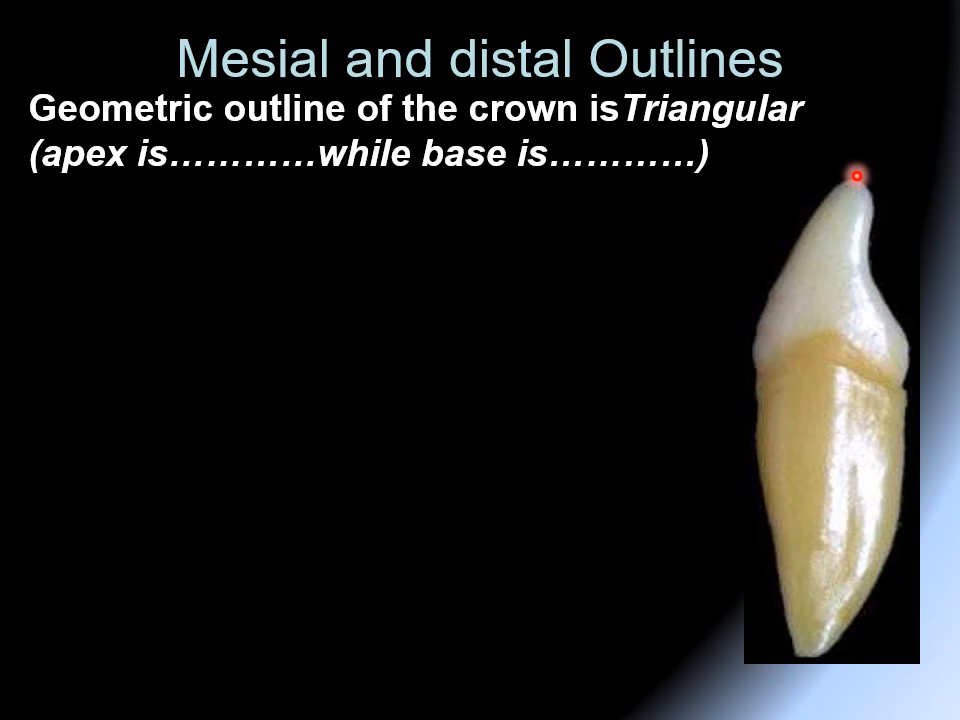 Mesial and distal Outlines
Geometric outline of the crown isTriangular
(apex is…………while base is…………)